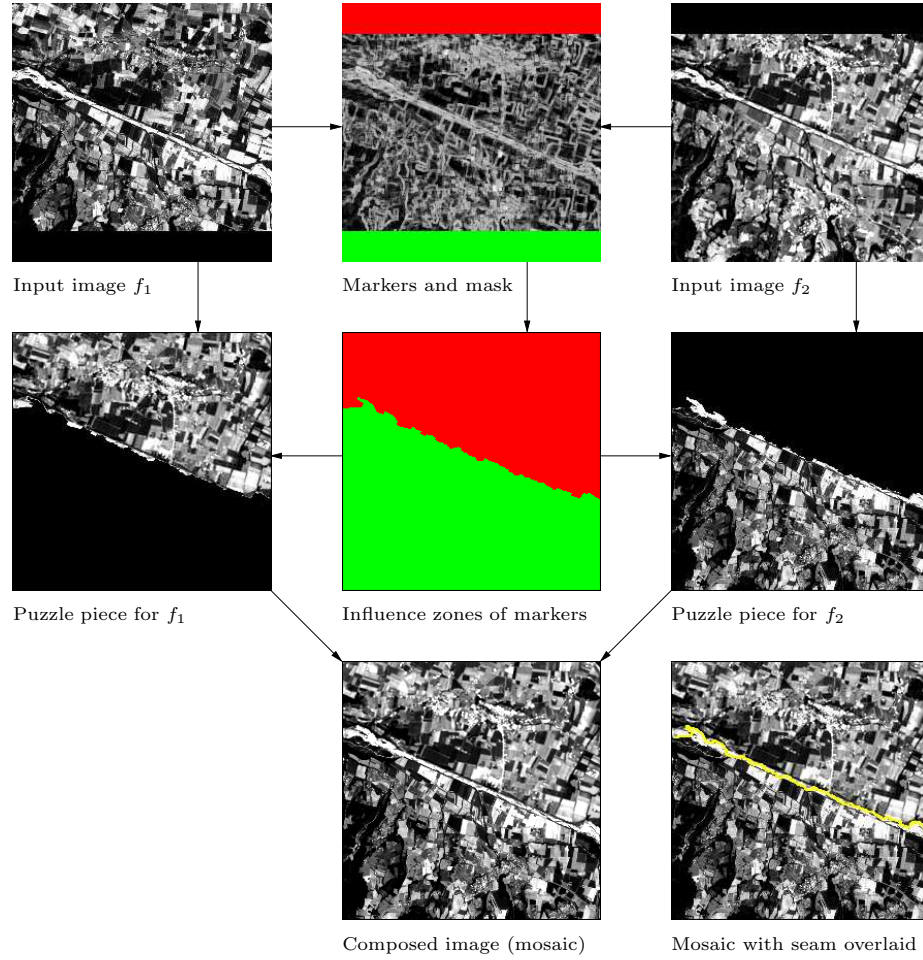 Input image f₁
Markers and mask
Input image f₂
Puzzle piece for f₁
Influence zones of markers
Puzzle piece for f₂
Composed image (mosaic)
Mosaic with seam overlaid